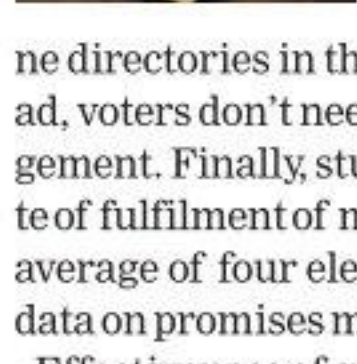 ne directories in th
ad, voters don't nee
gement. Finally, stu
te of fulfilment of m
average of four ele
data on promises m